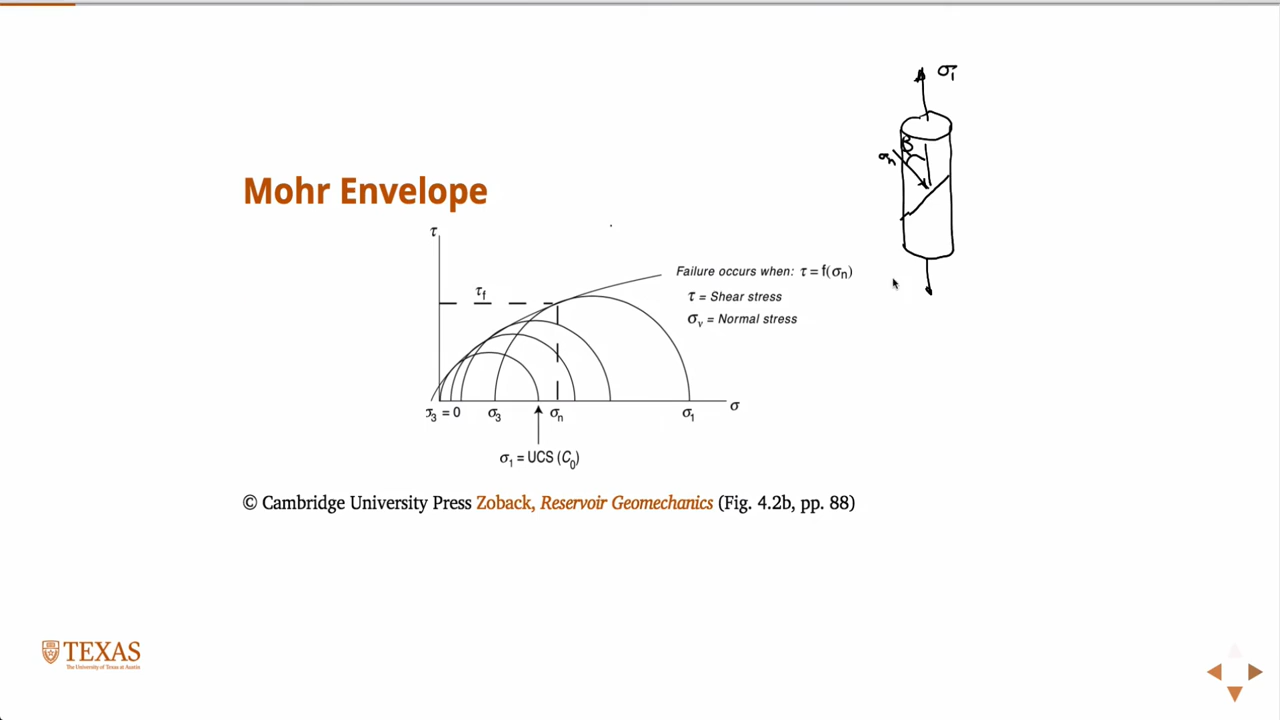 σ₁
β
σn
Mohr Envelope
τ
Failure occurs when: τ = f(σn)
τf
τ = Shear stress
σv = Normal stress
σ3 = 0 σ3 σn σ1 σ
σ1 = UCS (C0)
© Cambridge University Press Zoback, Reservoir Geomechanics (Fig. 4.2b, pp. 88)
TEXAS
The University of Texas at Austin